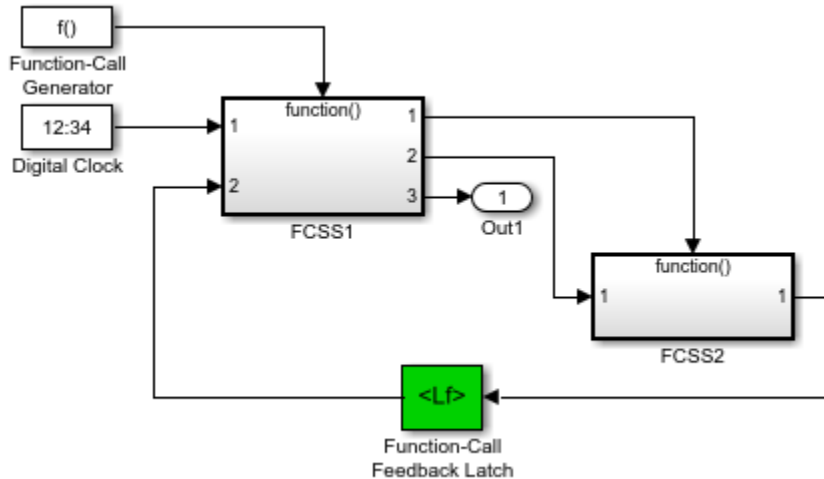 f()
Function-Call
Generator
12:34
Digital Clock
function()
1
2
1
2
3
FCSS1
1
Out1
function()
1
1
FCSS2
<Lf>
Function-Call
Feedback Latch